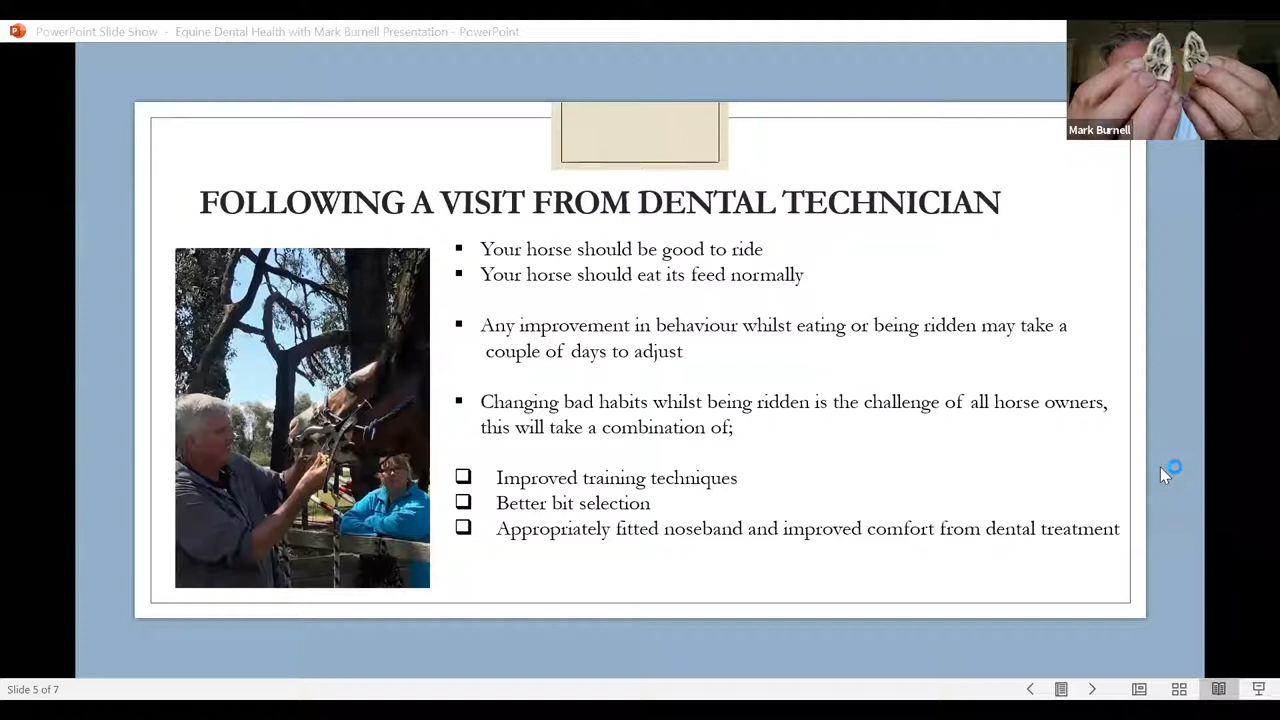 PowerPoint Slide Show - Equine Dental Health with Mark Burnell Presentation - PowerPoint
Mark Burnell
FOLLOWING A VISIT FROM DENTAL TECHNICIAN
Your horse should be good to ride
Your horse should eat its feed normally
Any improvement in behaviour whilst eating or being ridden may take a
couple of days to adjust
Changing bad habits whilst being ridden is the challenge of all horse owners,
this will take a combination of;
Improved training techniques
Better bit selection
Appropriately fitted noseband and improved comfort from dental treatment
Slide 5 of 7